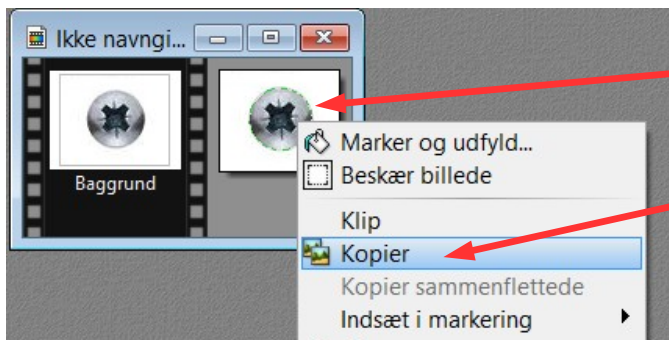 Ikke navngi...
Baggrund
Marker og udfyld...
Beskær billede
Klip
Kopier
Kopier sammenflettede
Indsæt i markering